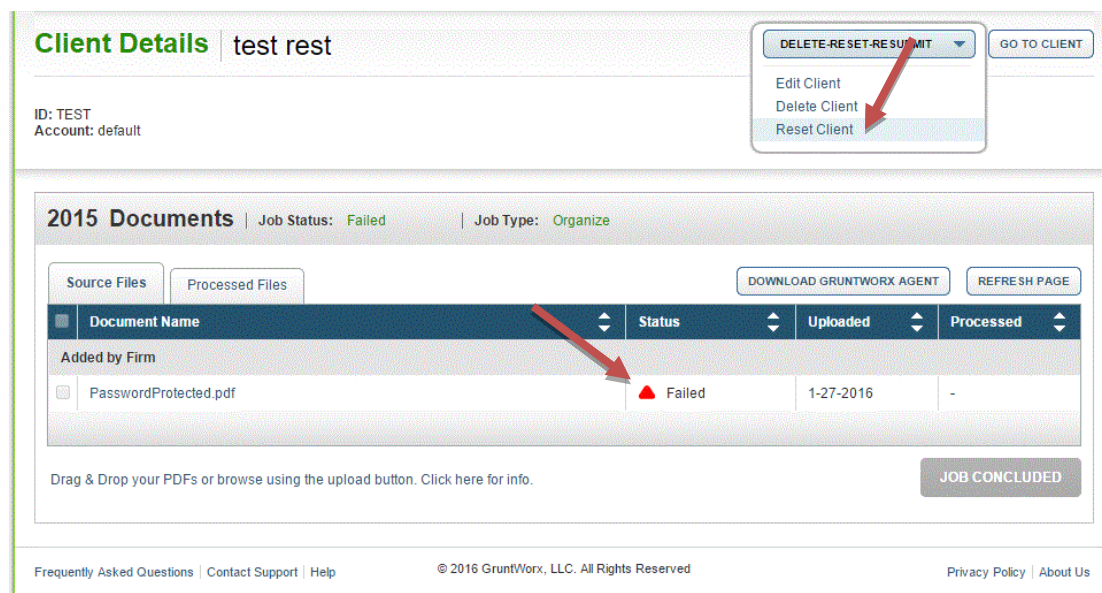 Client Details test rest
DELETE-RESET-RESUBMIT
GO TO CLIENT
Edit Client
Delete Client
Reset Client
ID: TEST
Account: default
2015 Documents | Job Status: Failed | Job Type: Organize
Source Files
Processed Files
DOWNLOAD GRUNTWORX AGENT
REFRESH PAGE
Document Name Status Uploaded Processed
Added by Firm
PasswordProtected.pdf Failed 1-27-2016 -
Drag & Drop your PDFs or browse using the upload button. Click here for info.
JOB CONCLUDED
Frequently Asked Questions | Contact Support | Help © 2016 GruntWorx, LLC. All Rights Reserved Privacy Policy | About Us